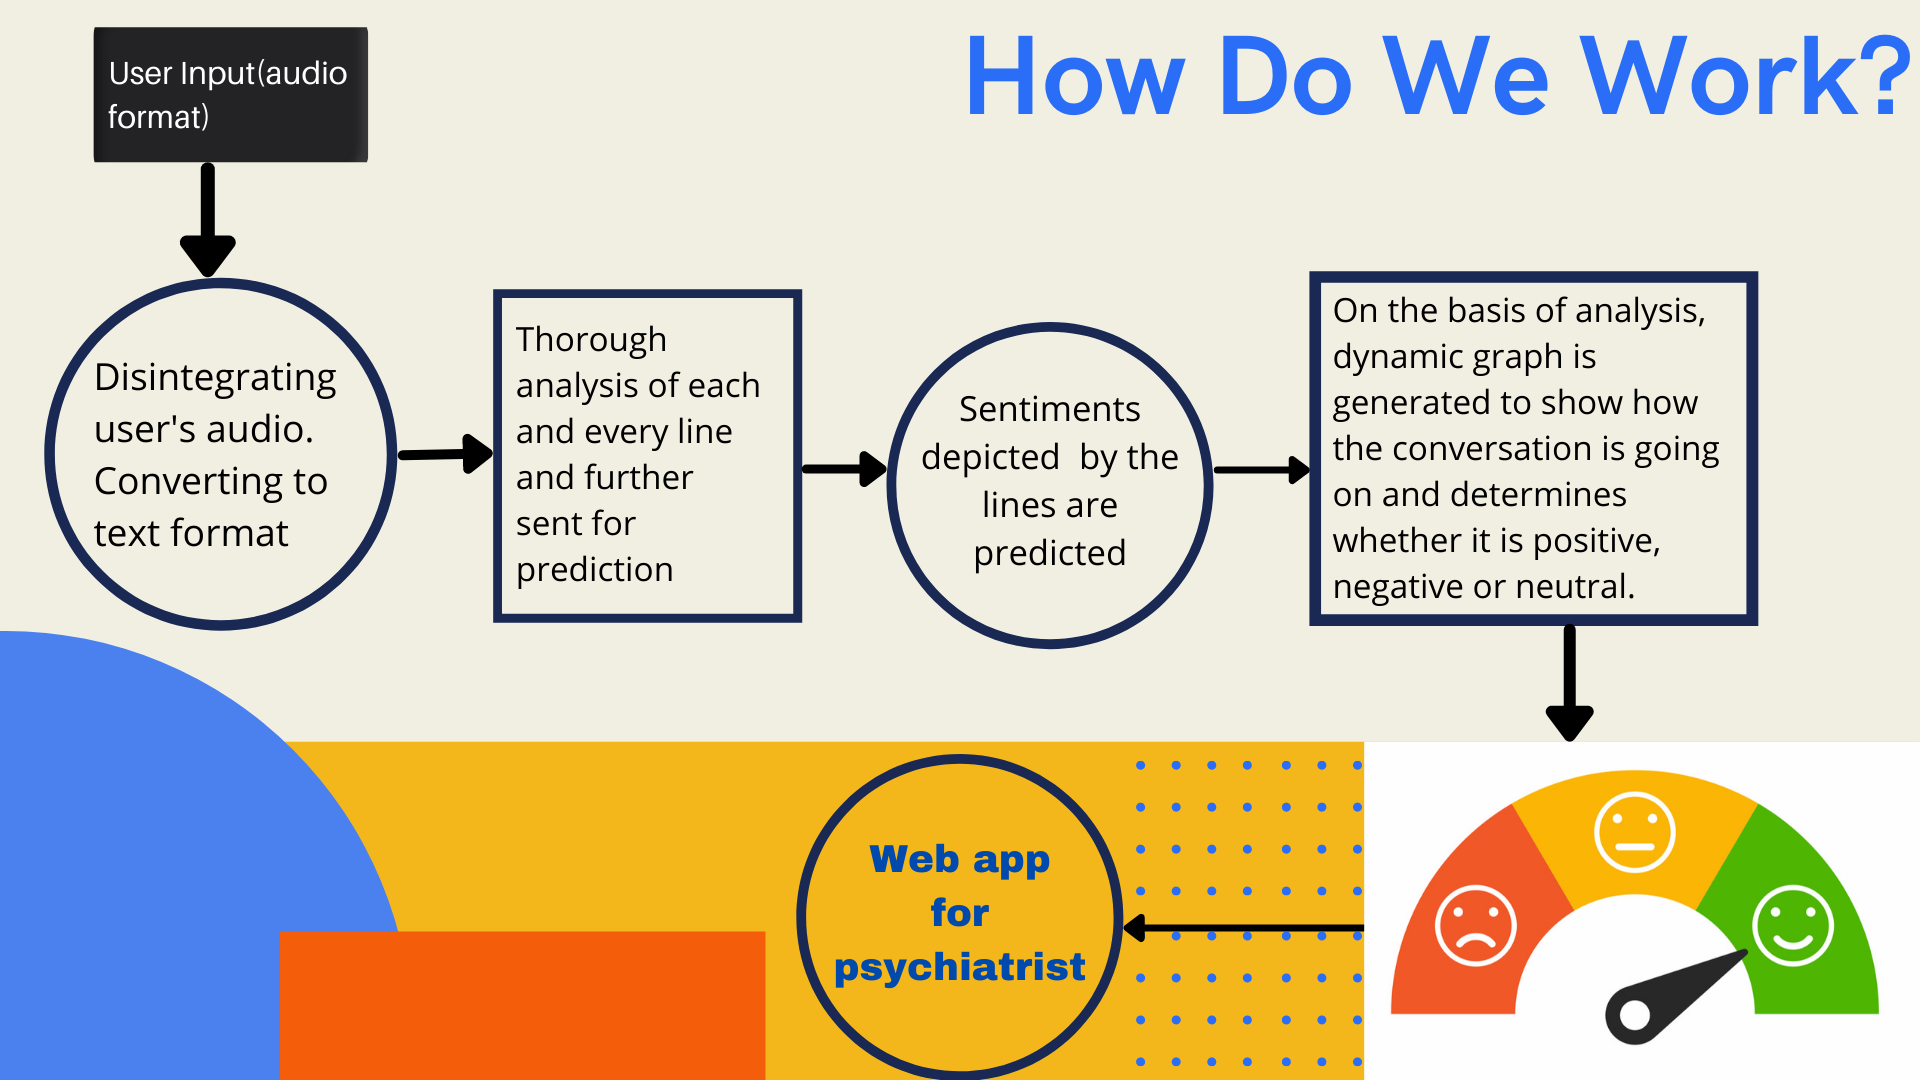 How Do We Work?
User Input(audio
format)
Disintegrating
user's audio.
Converting to
text format
Thorough
analysis of each
and every line
and further
sent for
prediction
Sentiments
depicted  by the
lines are
predicted
On the basis of analysis,
dynamic graph is
generated to show how
the conversation is going
on and determines
whether it is positive,
negative or neutral.
Web app
for
psychiatrist